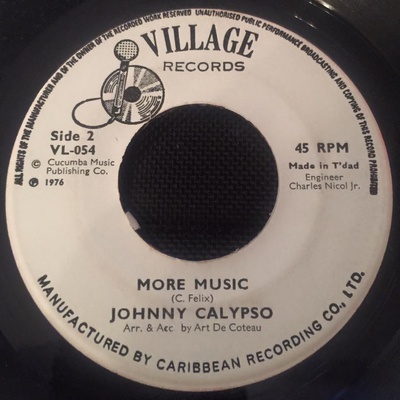 ALL RIGHTS OF THE MANUFACTURER AND OF THE OWNER OF THE RECORDED WORK RESERVED UNAUTHORISED PUBLIC PERFORMANCE BROADCASTING AND COPYING OF THIS RECORDING PROHIBITED
VILLAGE
RECORDS
Side 2
VL-054
45 RPM
© Cucumba Music
Publishing Co.
℗ 1976
Made in T'dad
Engineer
Charles Nicol Jr.
MORE MUSIC
(C. Felix)
JOHNNY CALYPSO
Arr. & Acc by Art De Coteau
MANUFACTURED BY CARIBBEAN RECORDING CO., LTD.